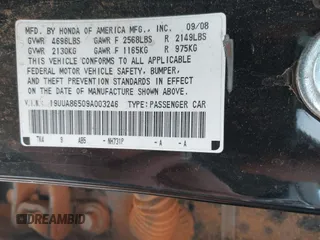 MFD. BY HONDA OF AMERICA MFG., INC. 09/08
GVWR 4696LBS GAWR F 2568LBS R 2149LBS
GVWR 2130KG GAWR F 1165KG R 975KG
THIS VEHICLE CONFORMS TO ALL APPLICABLE
FEDERAL MOTOR VEHICLE SAFETY, BUMPER,
AND THEFT PREVENTION STANDARDS IN EFFECT ON
THE DATE OF MANUFACTURE SHOWN ABOVE.
V.I.N.: 19UUA86509A003246 TYPE: PASSENGER CAR
NH731P - A - A
DREAMBID